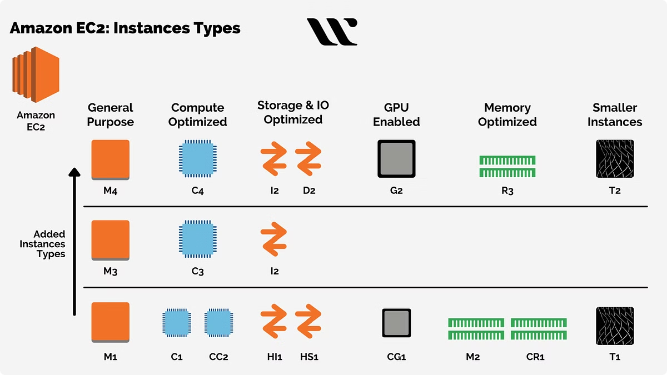 Amazon EC2: Instances Types
Amazon
EC2
General
Purpose
Compute
Optimized
Storage & IO
Optimized
GPU
Enabled
Memory
Optimized
Smaller
Instances
M4
C4
I2
D2
G2
R3
T2
Added
Instances
Types
M3
C3
I2
M1
C1
CC2
HI1
HS1
CG1
M2
CR1
T1